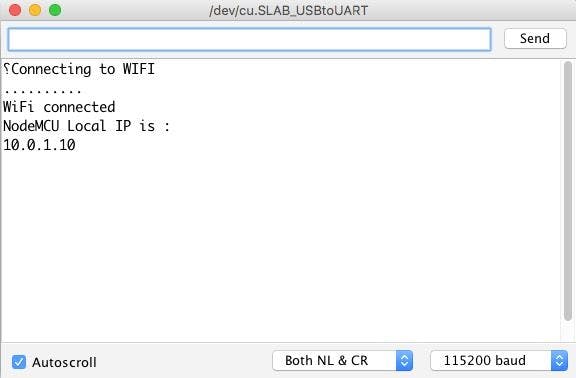 /dev/cu.SLAB_USBtoUART
Send
⸮Connecting to WIFI
..........
WiFi connected
NodeMCU Local IP is :
10.0.1.10
Autoscroll
Both NL & CR
115200 baud